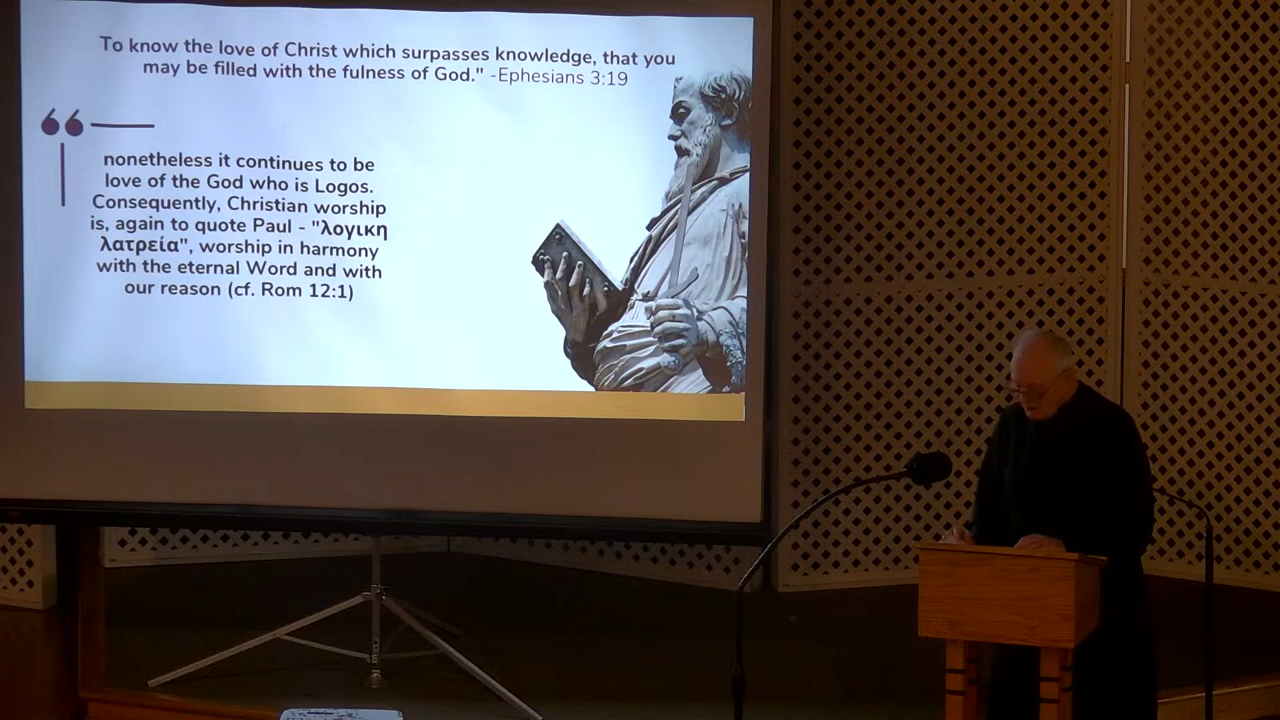 To know the love of Christ which surpasses knowledge, that you
may be filled with the fulness of God." -Ephesians 3:19
nonetheless it continues to be
love of the God who is Logos.
Consequently, Christian worship
is, again to quote Paul - "λογικη
λατρεία", worship in harmony
with the eternal Word and with
our reason (cf. Rom 12:1)